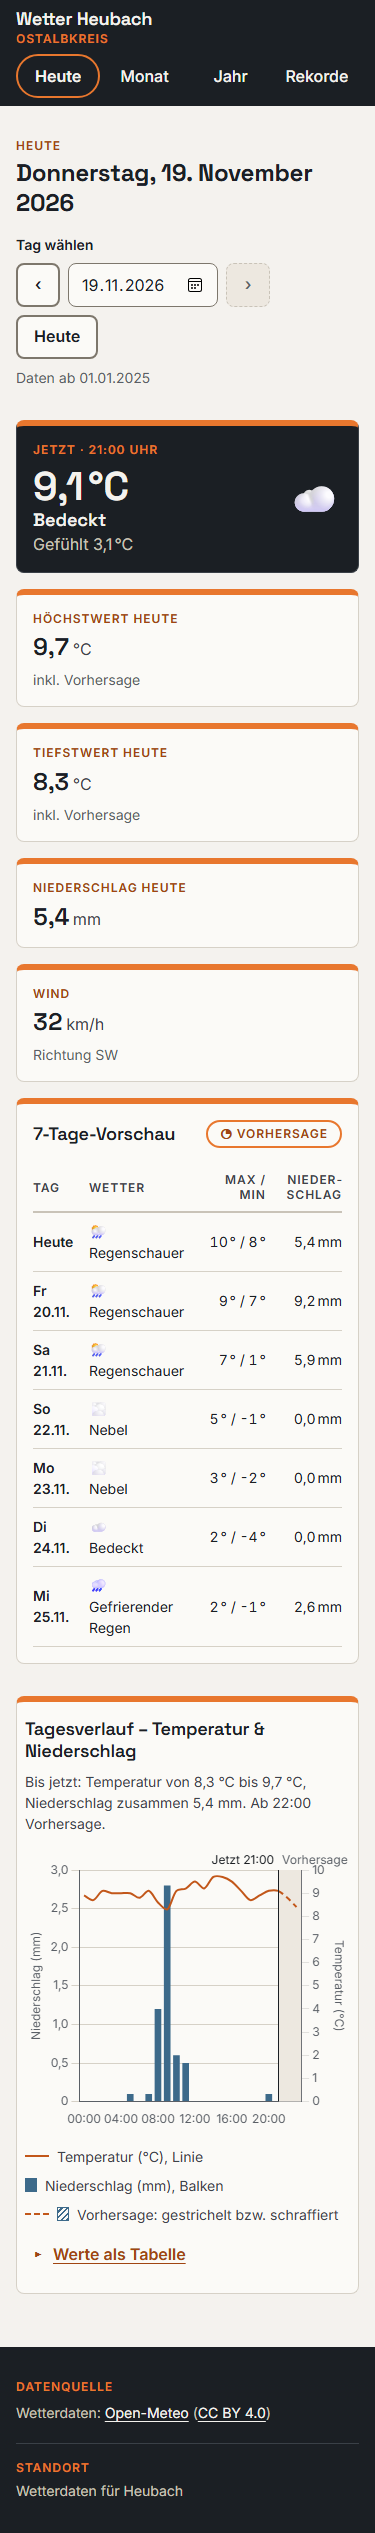 Wetter Heubach
OSTALBKREIS
Heute Monat Jahr Rekorde
HEUTE
Donnerstag, 19. November
2026
Tag wählen
‹ 19.11.2026 ›
Heute
Daten ab 01.01.2025
JETZT · 21:00 UHR
9,1 °C
Bedeckt
Gefühlt 3,1 °C
HÖCHSTWERT HEUTE
9,7 °C
inkl. Vorhersage
TIEFSTWERT HEUTE
8,3 °C
inkl. Vorhersage
NIEDERSCHLAG HEUTE
5,4 mm
WIND
32 km/h
Richtung SW
7-Tage-Vorschau VORHERSAGE
TAG WETTER MAX / MIN NIEDER-SCHLAG
Heute Regenschauer 10° / 8° 5,4 mm
Fr 20.11. Regenschauer 9° / 7° 9,2 mm
Sa 21.11. Regenschauer 7° / 1° 5,9 mm
So 22.11. Nebel 5° / -1° 0,0 mm
Mo 23.11. Nebel 3° / -2° 0,0 mm
Di 24.11. Bedeckt 2° / -4° 0,0 mm
Mi 25.11. Gefrierender Regen 2° / -1° 2,6 mm
Tagesverlauf – Temperatur &
Niederschlag
Bis jetzt: Temperatur von 8,3 °C bis 9,7 °C,
Niederschlag zusammen 5,4 mm. Ab 22:00
Vorhersage.
Jetzt 21:00 Vorhersage
3,0
2,5
2,0
1,5
1,0
0,5
0
Niederschlag (mm)
10
9
8
7
6
5
4
3
2
1
0
Temperatur (°C)
00:00 04:00 08:00 12:00 16:00 20:00
Temperatur (°C), Linie
Niederschlag (mm), Balken
Vorhersage: gestrichelt bzw. schraffiert
► Werte als Tabelle
DATENQUELLE
Wetterdaten: Open-Meteo (CC BY 4.0)
STANDORT
Wetterdaten für Heubach